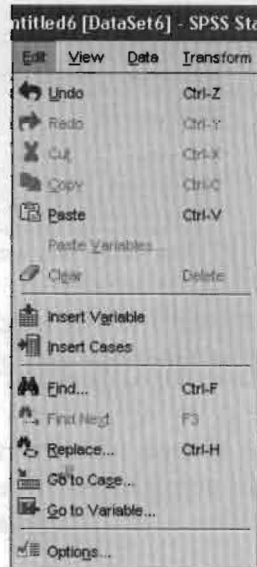 ntitled6 [DataSet6] - SPSS Sta
Edit View Data Transform
Undo Ctrl-Z
Redo Ctrl-Y
Cut Ctrl-X
Copy Ctrl-C
Paste Ctrl-V
Paste Variables...
Clear Delete
Insert Variable
Insert Cases
Find... Ctrl-F
Find Next F3
Replace... Ctrl-H
Go to Case...
Go to Variable...
Options...